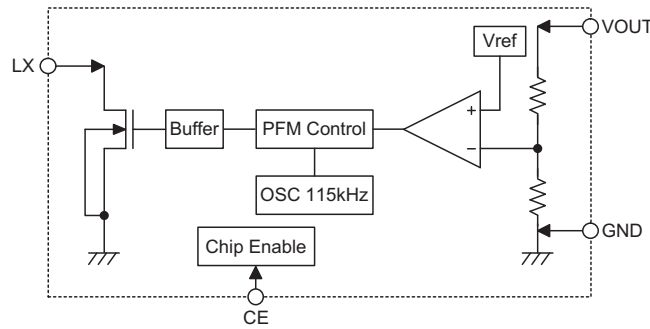 VOUT
Vref
LX
+
Buffer
PFM Control
−
OSC 115kHz
GND
Chip Enable
CE